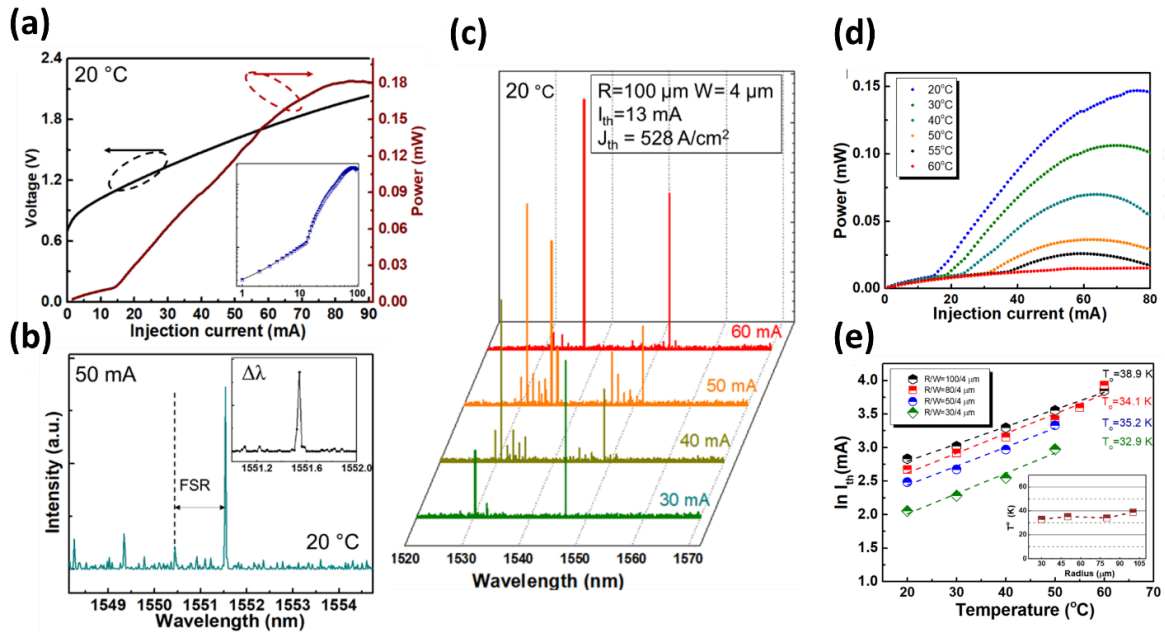 (a)
20 °C
2.4
1.8
1.2
0.6
0.0
Voltage (V)
0.18
0.15
0.12
0.09
0.06
0.03
0.00
Power (mW)
1 10 100
0 10 20 30 40 50 60 70 80 90
Injection current (mA)
(b)
50 mA
Δλ
1551.2 1551.6 1552.0
FSR
20 °C
Intensity (a.u.)
1549 1550 1551 1552 1553 1554
Wavelength (nm)
(c)
20 °C
R=100 μm W= 4 μm
Ith=13 mA
Jth = 528 A/cm2
60 mA
50 mA
40 mA
30 mA
1520 1530 1540 1550 1560 1570
Wavelength (nm)
(d)
0.15
0.10
0.05
0.00
Power (mW)
20°C
30°C
40°C
50°C
55°C
60°C
0 20 40 60 80
Injection current (mA)
(e)
4.0
3.5
3.0
2.5
2.0
1.5
1.0
ln Ith(mA)
R/W=100/4 μm
R/W=80/4 μm
R/W=50/4 μm
R/W=30/4 μm
To=38.9 K
To=34.1 K
To=35.2 K
To=32.9 K
60
40
20
0
To (K)
30 45 60 75 90 105
Radius(μm)
20 30 40 50 60 70
Temperature (oC)